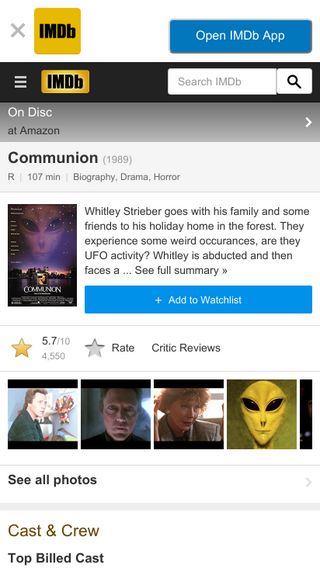 IMDb
Open IMDb App
IMDb
Search IMDb
On Disc
at Amazon
Communion (1989)
R | 107 min | Biography, Drama, Horror
Whitley Strieber goes with his family and some
friends to his holiday home in the forest. They
experience some weird occurances, are they
UFO activity? Whitley is abducted and then
faces a ... See full summary »
COMMUNION
+ Add to Watchlist
5.7/10
4,550
Rate
Critic Reviews
See all photos
Cast & Crew
Top Billed Cast